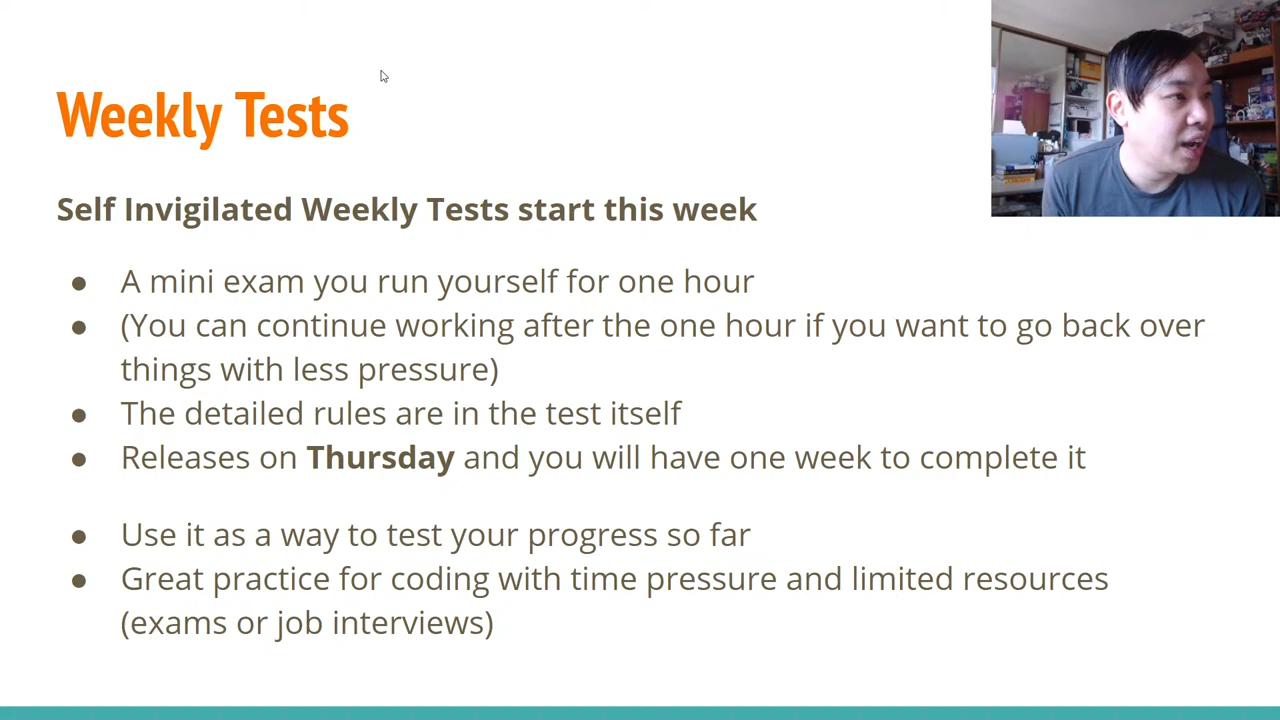 Weekly Tests
Self Invigilated Weekly Tests start this week
● A mini exam you run yourself for one hour
● (You can continue working after the one hour if you want to go back over
things with less pressure)
● The detailed rules are in the test itself
● Releases on Thursday and you will have one week to complete it
● Use it as a way to test your progress so far
● Great practice for coding with time pressure and limited resources
(exams or job interviews)